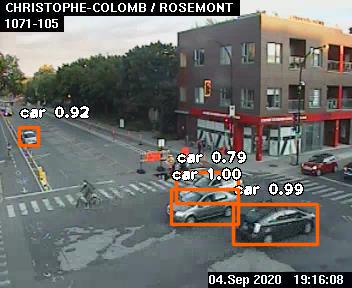 CHRISTOPHE-COLOMB / ROSEMONT
1071-105
car 0.92
car 0.79
car 1.00
car 0.99
04.Sep 2020 19:16:08